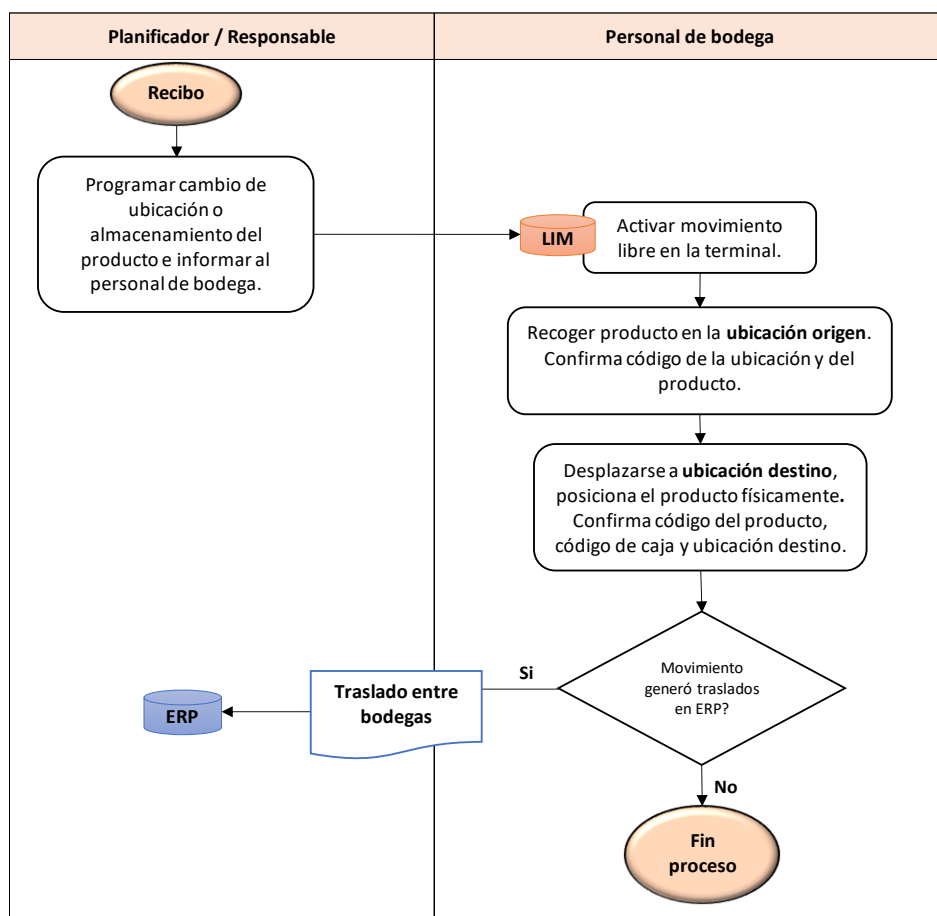 Planificador / Responsable
Personal de bodega
Recibo
Programar cambio de
ubicación o
almacenamiento del
producto e informar al
personal de bodega.
LIM
Activar movimiento
libre en la terminal.
Recoger producto en la ubicación origen.
Confirma código de la ubicación y del
producto.
Desplazarse a ubicación destino,
posiciona el producto físicamente.
Confirma código del producto,
código de caja y ubicación destino.
Movimiento
generó traslados
en ERP?
Si
Traslado entre
bodegas
ERP
No
Fin
proceso